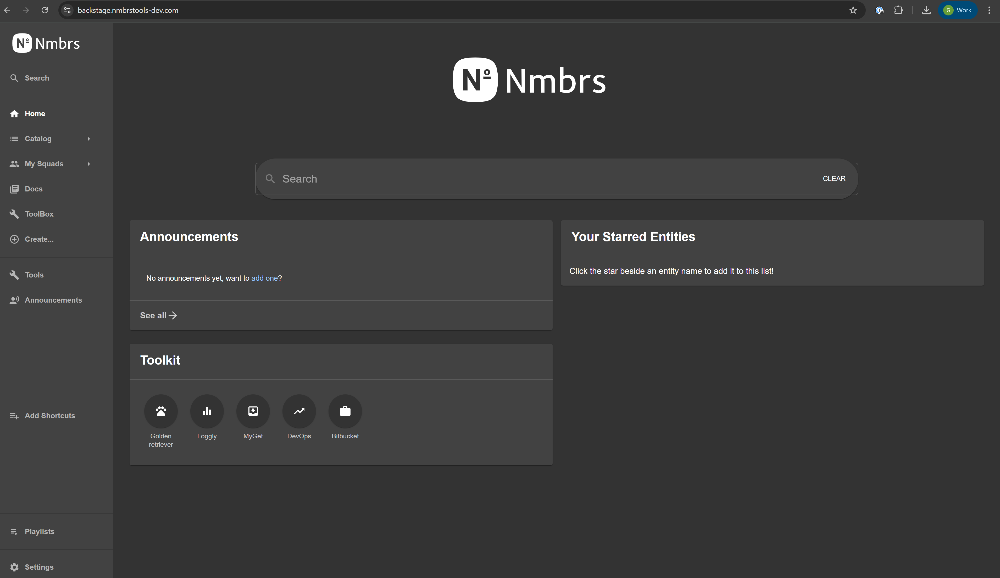 backstage.nmbrstools-dev.com
G Work
Nº Nmbrs
Search
Home
Catalog
My Squads
Docs
ToolBox
Create...
Tools
Announcements
Add Shortcuts
Playlists
Settings
Nº Nmbrs
Search
CLEAR
Announcements
No announcements yet, want to add one?
See all
Your Starred Entities
Click the star beside an entity name to add it to this list!
Toolkit
Golden
retriever
Loggly
MyGet
DevOps
Bitbucket